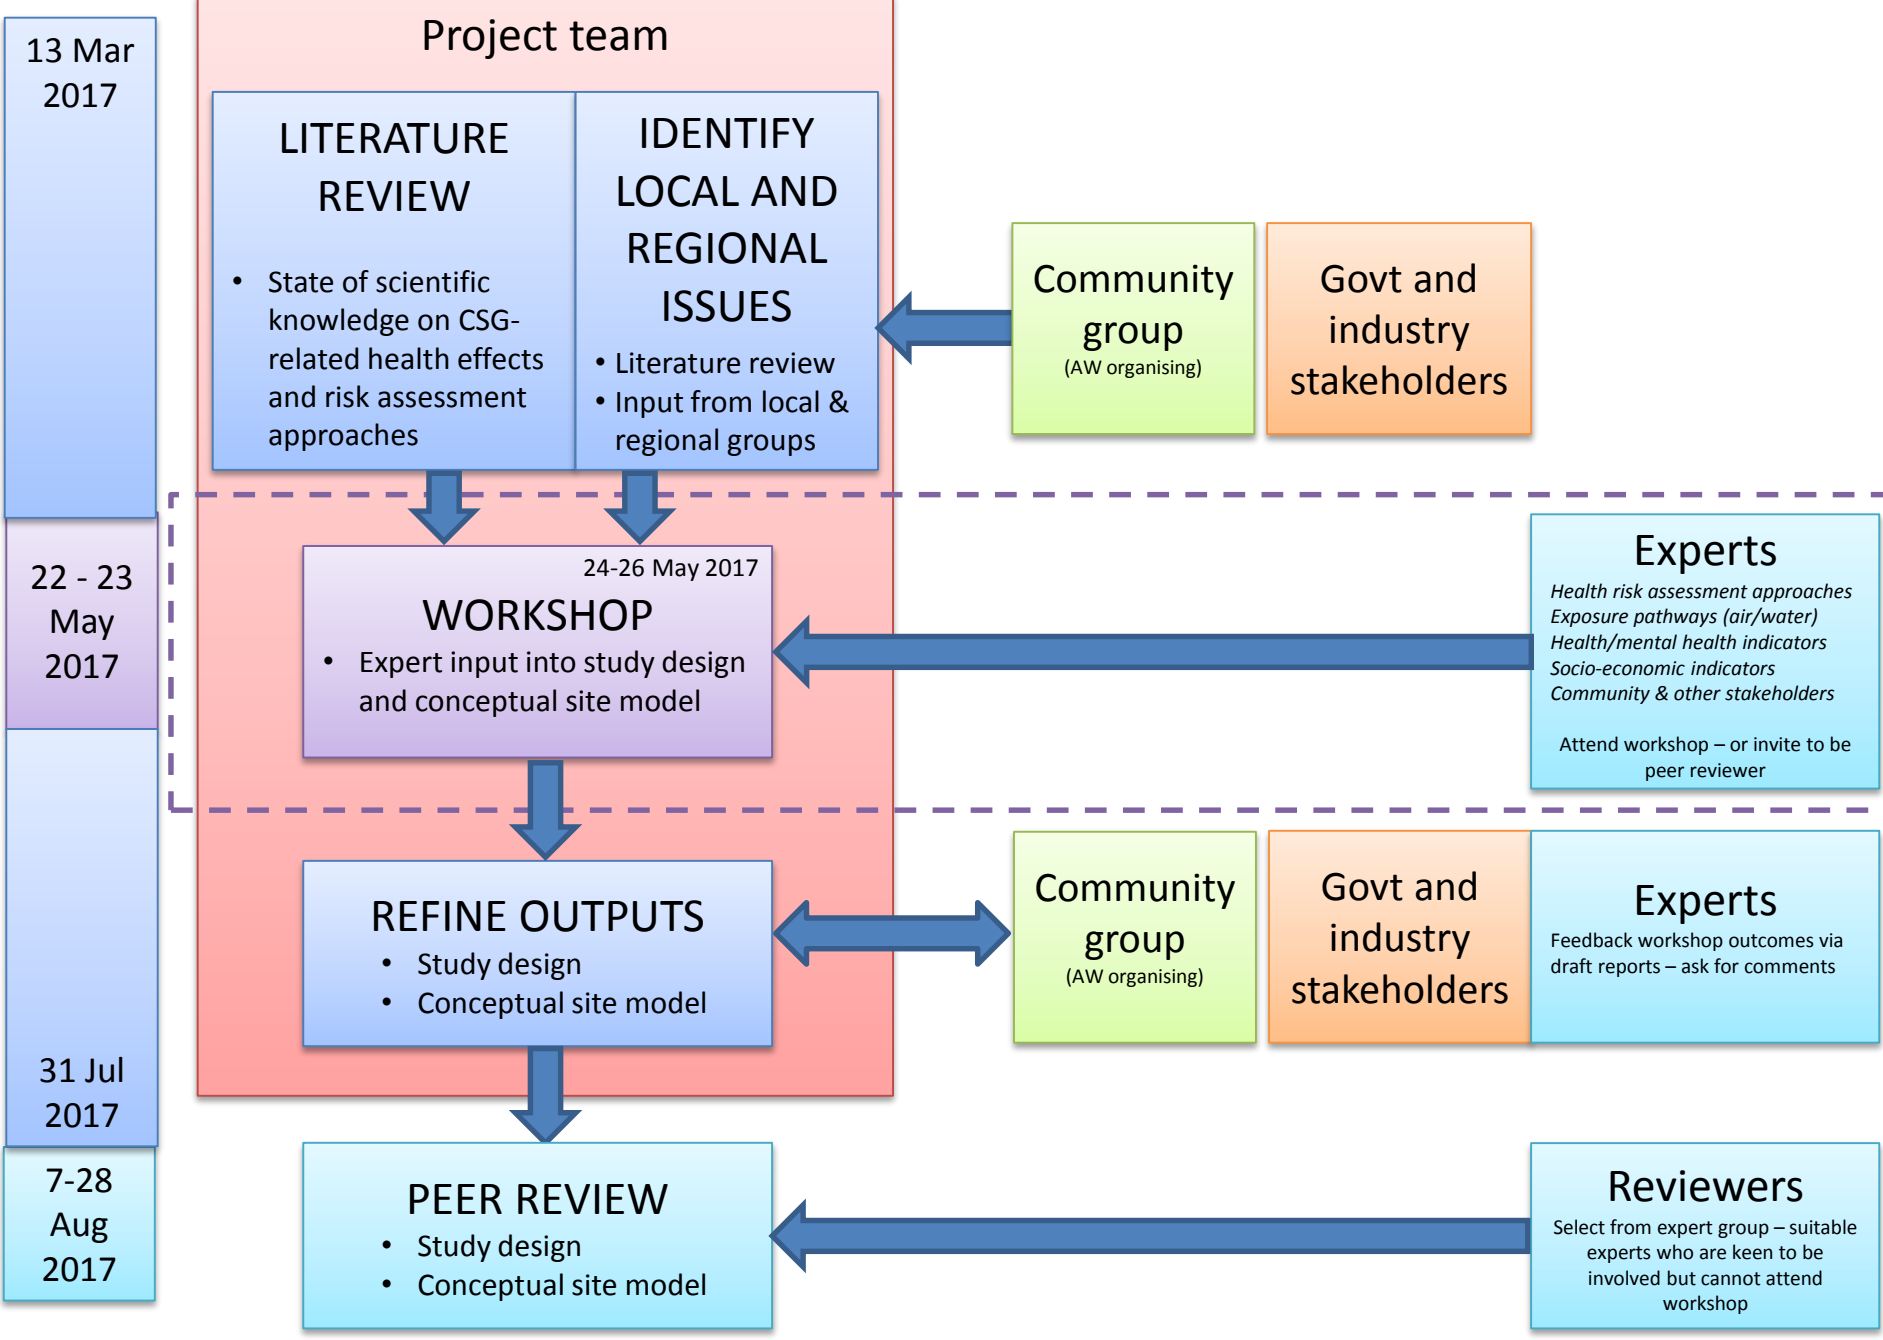 13 Mar
2017
Project team
LITERATURE
REVIEW
• State of scientific
knowledge on CSG-
related health effects
and risk assessment
approaches
IDENTIFY
LOCAL AND
REGIONAL
ISSUES
• Literature review
• Input from local &
regional groups
Community
group
(AW organising)
Govt and
industry
stakeholders
22 - 23
May
2017
24-26 May 2017
WORKSHOP
• Expert input into study design
and conceptual site model
Experts
Health risk assessment approaches
Exposure pathways (air/water)
Health/mental health indicators
Socio-economic indicators
Community & other stakeholders
Attend workshop – or invite to be
peer reviewer
31 Jul
2017
REFINE OUTPUTS
• Study design
• Conceptual site model
Community
group
(AW organising)
Govt and
industry
stakeholders
Experts
Feedback workshop outcomes via
draft reports – ask for comments
7-28
Aug
2017
PEER REVIEW
• Study design
• Conceptual site model
Reviewers
Select from expert group – suitable
experts who are keen to be
involved but cannot attend
workshop